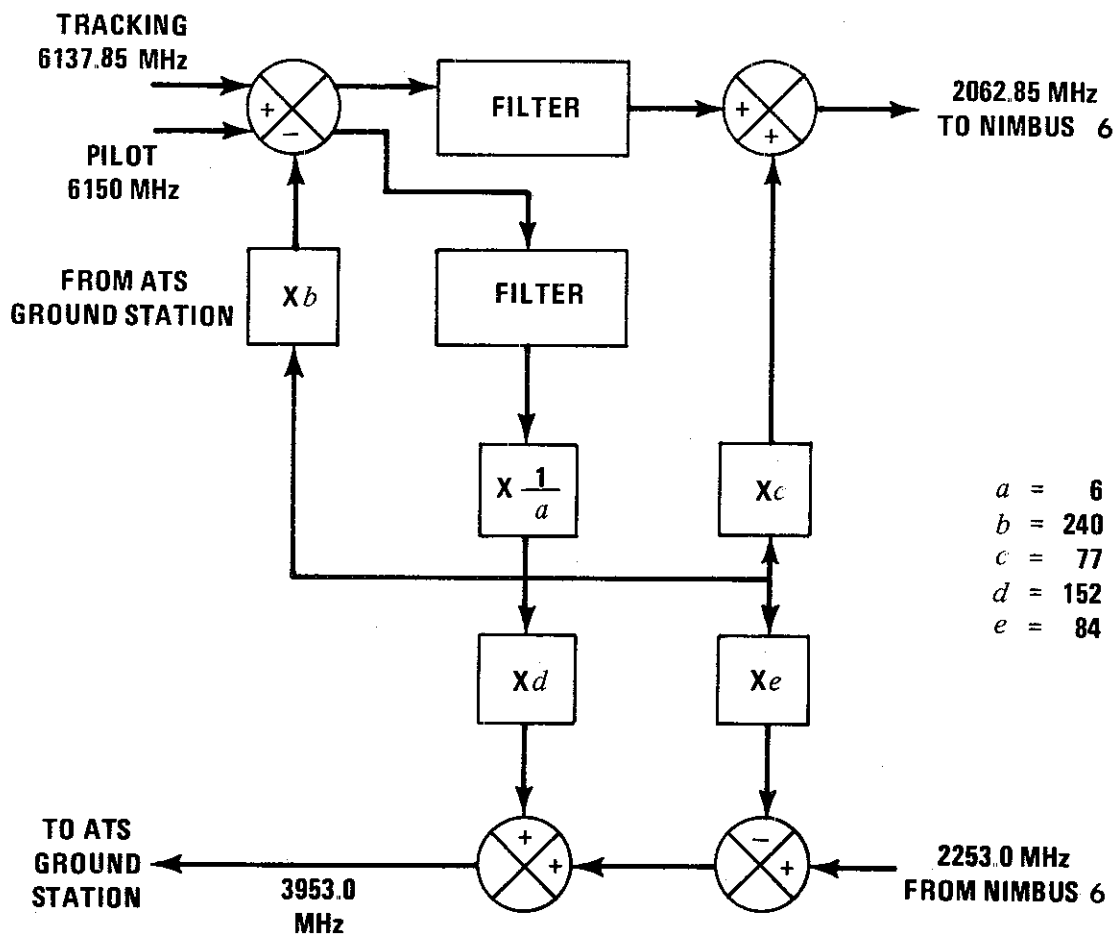 TRACKING
6137.85 MHz
+
−
PILOT
6150 MHz
FILTER
+
+
2062.85 MHz
TO NIMBUS 6
FROM ATS
GROUND STATION
X b
FILTER
X 1/a
X c
a = 6
b = 240
c = 77
d = 152
e = 84
X d
X e
TO ATS
GROUND
STATION
3953.0
MHz
+
+
−
+
2253.0 MHz
FROM NIMBUS 6